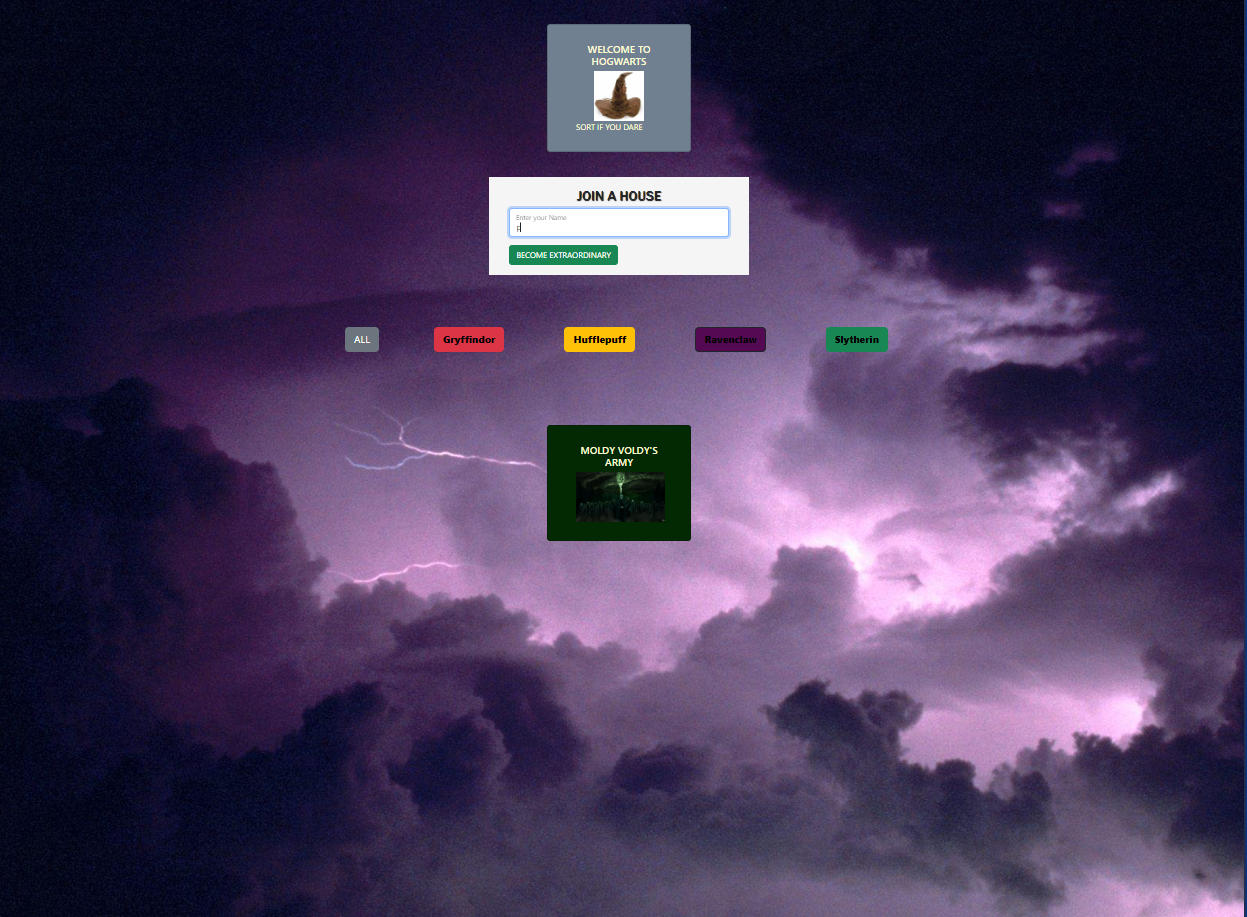 WELCOME TO
HOGWARTS
SORT IF YOU DARE
JOIN A HOUSE
Enter your Name
BECOME EXTRAORDINARY
ALL
Gryffindor
Hufflepuff
Ravenclaw
Slytherin
MOLDY VOLDY'S
ARMY